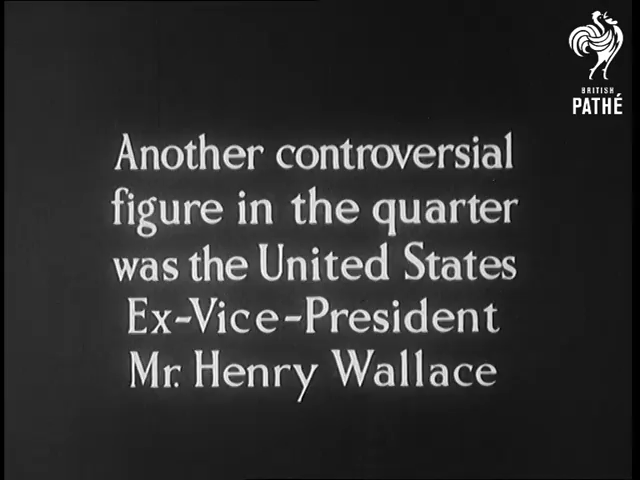 BRITISH
PATHÉ
Another controversial
figure in the quarter
was the United States
Ex-Vice-President
Mr. Henry Wallace